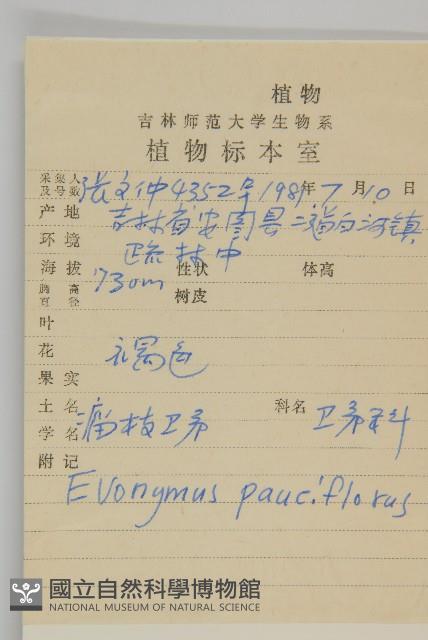 植物
吉林师范大学生物系
植物标本室
采集人及号数 张文仲 4352号 1981年 7月10日
产地 吉林省安图县二道白河镇
环境 疏林中
海拔 730m 性状 体高
胸高直径 树皮
叶
花 褐色
果实
土名 瘤枝卫矛 科名 卫矛科
学名
附记
Evonymus pauciflorus
國立自然科學博物館
NATIONAL MUSEUM OF NATURAL SCIENCE